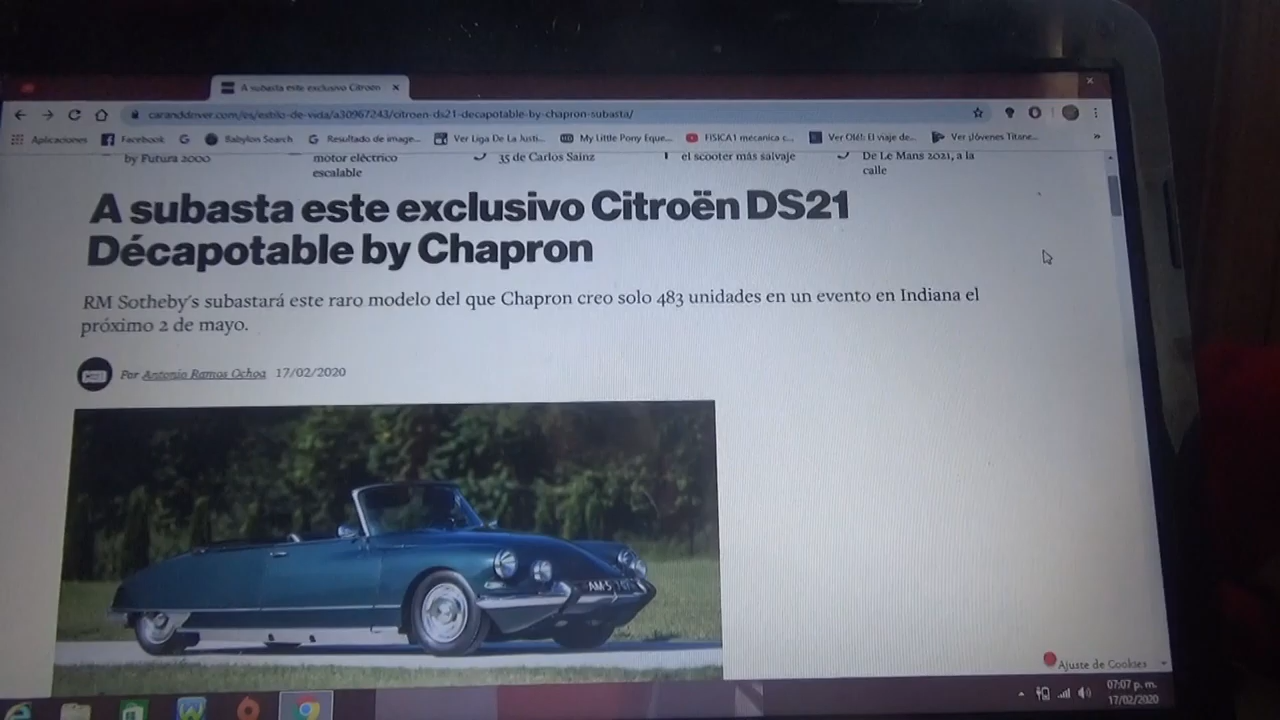 A subasta este exclusivo Citroën
caranddriver.com/es/estilo-de-vida/a30967243/citroen-ds21-decapotable-by-chapron-subasta/
Aplicaciones Facebook Babylon Search Resultado de image... Ver Liga De La Justi... My Little Pony Eque... FÍSICA1 mecanica c... Ver Olé!: El viaje de... Ver ¡Jóvenes Titane...
by Futura 2000 motor eléctrico 35 de Carlos Sainz el scooter más salvaje De Le Mans 2021, a la
escalable calle
A subasta este exclusivo Citroën DS21
Décapotable by Chapron
RM Sotheby's subastará este raro modelo del que Chapron creo solo 483 unidades en un evento en Indiana el
próximo 2 de mayo.
Por Antonio Ramos Ochoa 17/02/2020
Ajuste de Cookies
07:07 p. m.
17/02/2020